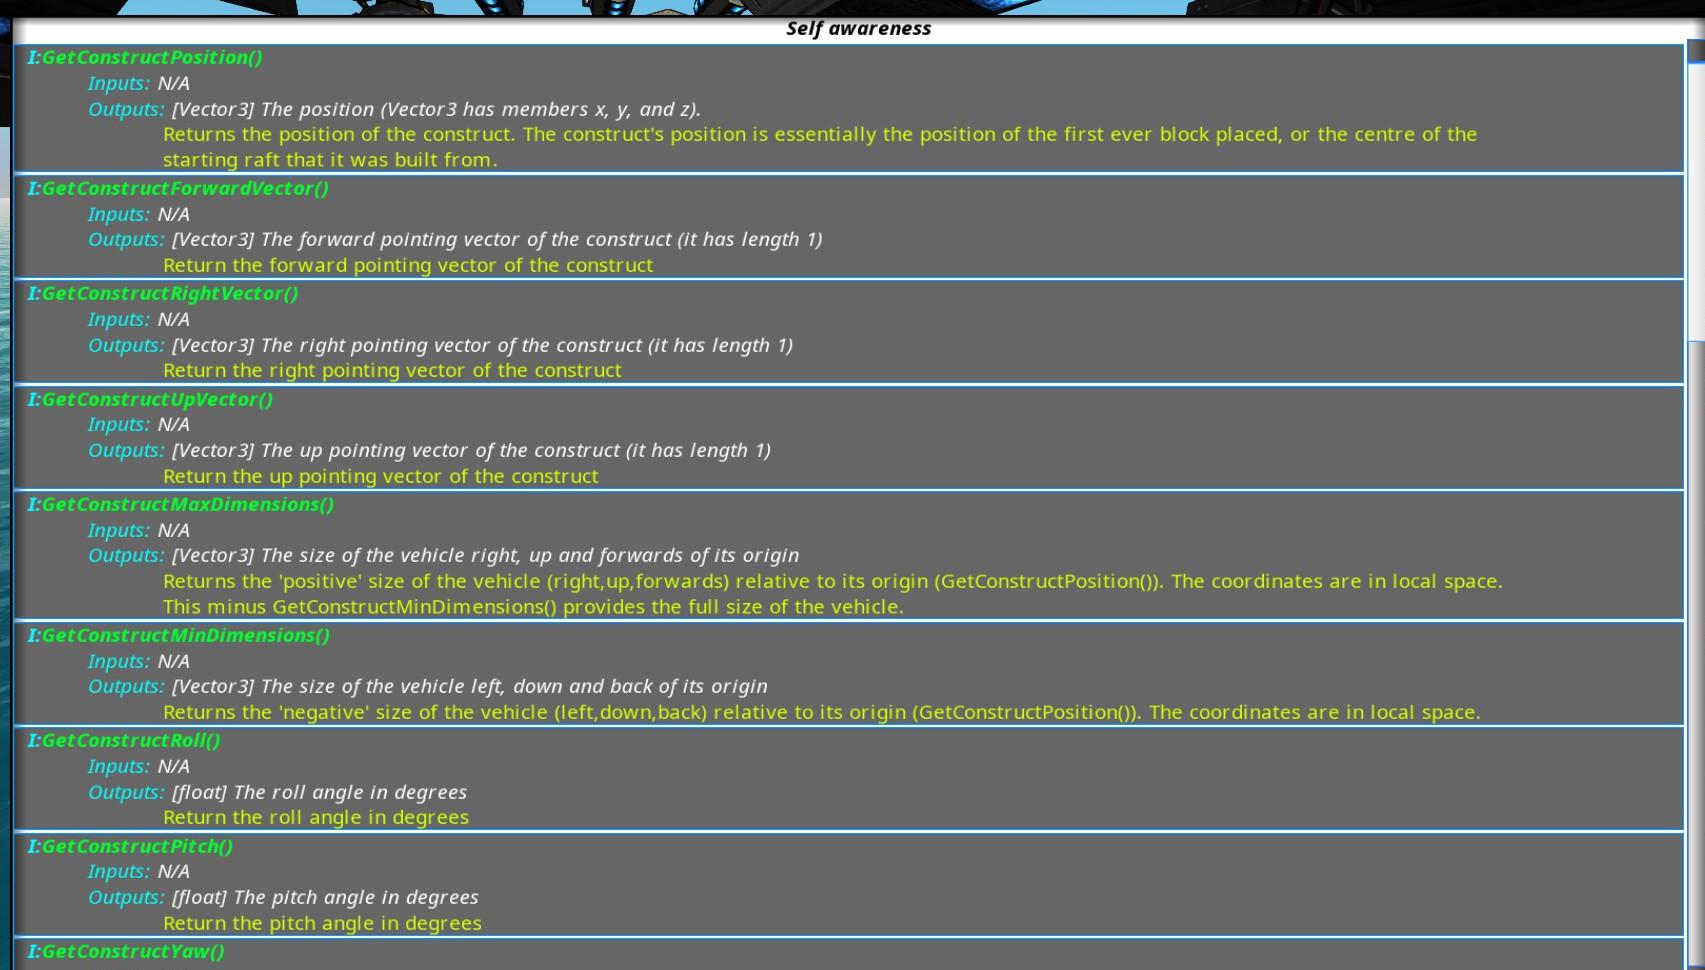 Self awareness
I:GetConstructPosition()
Inputs: N/A
Outputs: [Vector3] The position (Vector3 has members x, y, and z).
Returns the position of the construct. The construct's position is essentially the position of the first ever block placed, or the centre of the
starting raft that it was built from.
I:GetConstructForwardVector()
Inputs: N/A
Outputs: [Vector3] The forward pointing vector of the construct (it has length 1)
Return the forward pointing vector of the construct
I:GetConstructRightVector()
Inputs: N/A
Outputs: [Vector3] The right pointing vector of the construct (it has length 1)
Return the right pointing vector of the construct
I:GetConstructUpVector()
Inputs: N/A
Outputs: [Vector3] The up pointing vector of the construct (it has length 1)
Return the up pointing vector of the construct
I:GetConstructMaxDimensions()
Inputs: N/A
Outputs: [Vector3] The size of the vehicle right, up and forwards of its origin
Returns the 'positive' size of the vehicle (right,up,forwards) relative to its origin (GetConstructPosition()). The coordinates are in local space.
This minus GetConstructMinDimensions() provides the full size of the vehicle.
I:GetConstructMinDimensions()
Inputs: N/A
Outputs: [Vector3] The size of the vehicle left, down and back of its origin
Returns the 'negative' size of the vehicle (left,down,back) relative to its origin (GetConstructPosition()). The coordinates are in local space.
I:GetConstructRoll()
Inputs: N/A
Outputs: [float] The roll angle in degrees
Return the roll angle in degrees
I:GetConstructPitch()
Inputs: N/A
Outputs: [float] The pitch angle in degrees
Return the pitch angle in degrees
I:GetConstructYaw()